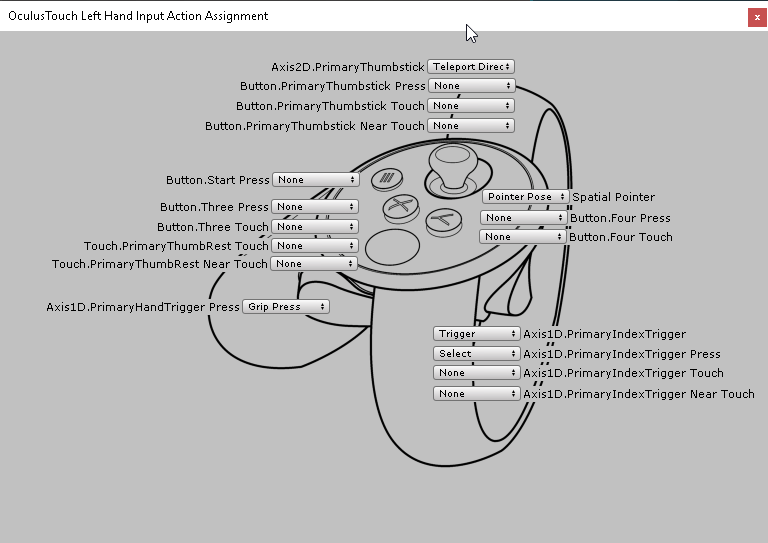 OculusTouch Left Hand Input Action Assignment
x
Axis2D.PrimaryThumbstick Teleport Direc
Button.PrimaryThumbstick Press None
Button.PrimaryThumbstick Touch None
Button.PrimaryThumbstick Near Touch None
Button.Start Press None
Pointer Pose Spatial Pointer
Button.Three Press None
None Button.Four Press
Button.Three Touch None
None Button.Four Touch
Touch.PrimaryThumbRest Touch None
Touch.PrimaryThumbRest Near Touch None
Axis1D.PrimaryHandTrigger Press Grip Press
Trigger Axis1D.PrimaryIndexTrigger
Select Axis1D.PrimaryIndexTrigger Press
None Axis1D.PrimaryIndexTrigger Touch
None Axis1D.PrimaryIndexTrigger Near Touch
X
Y